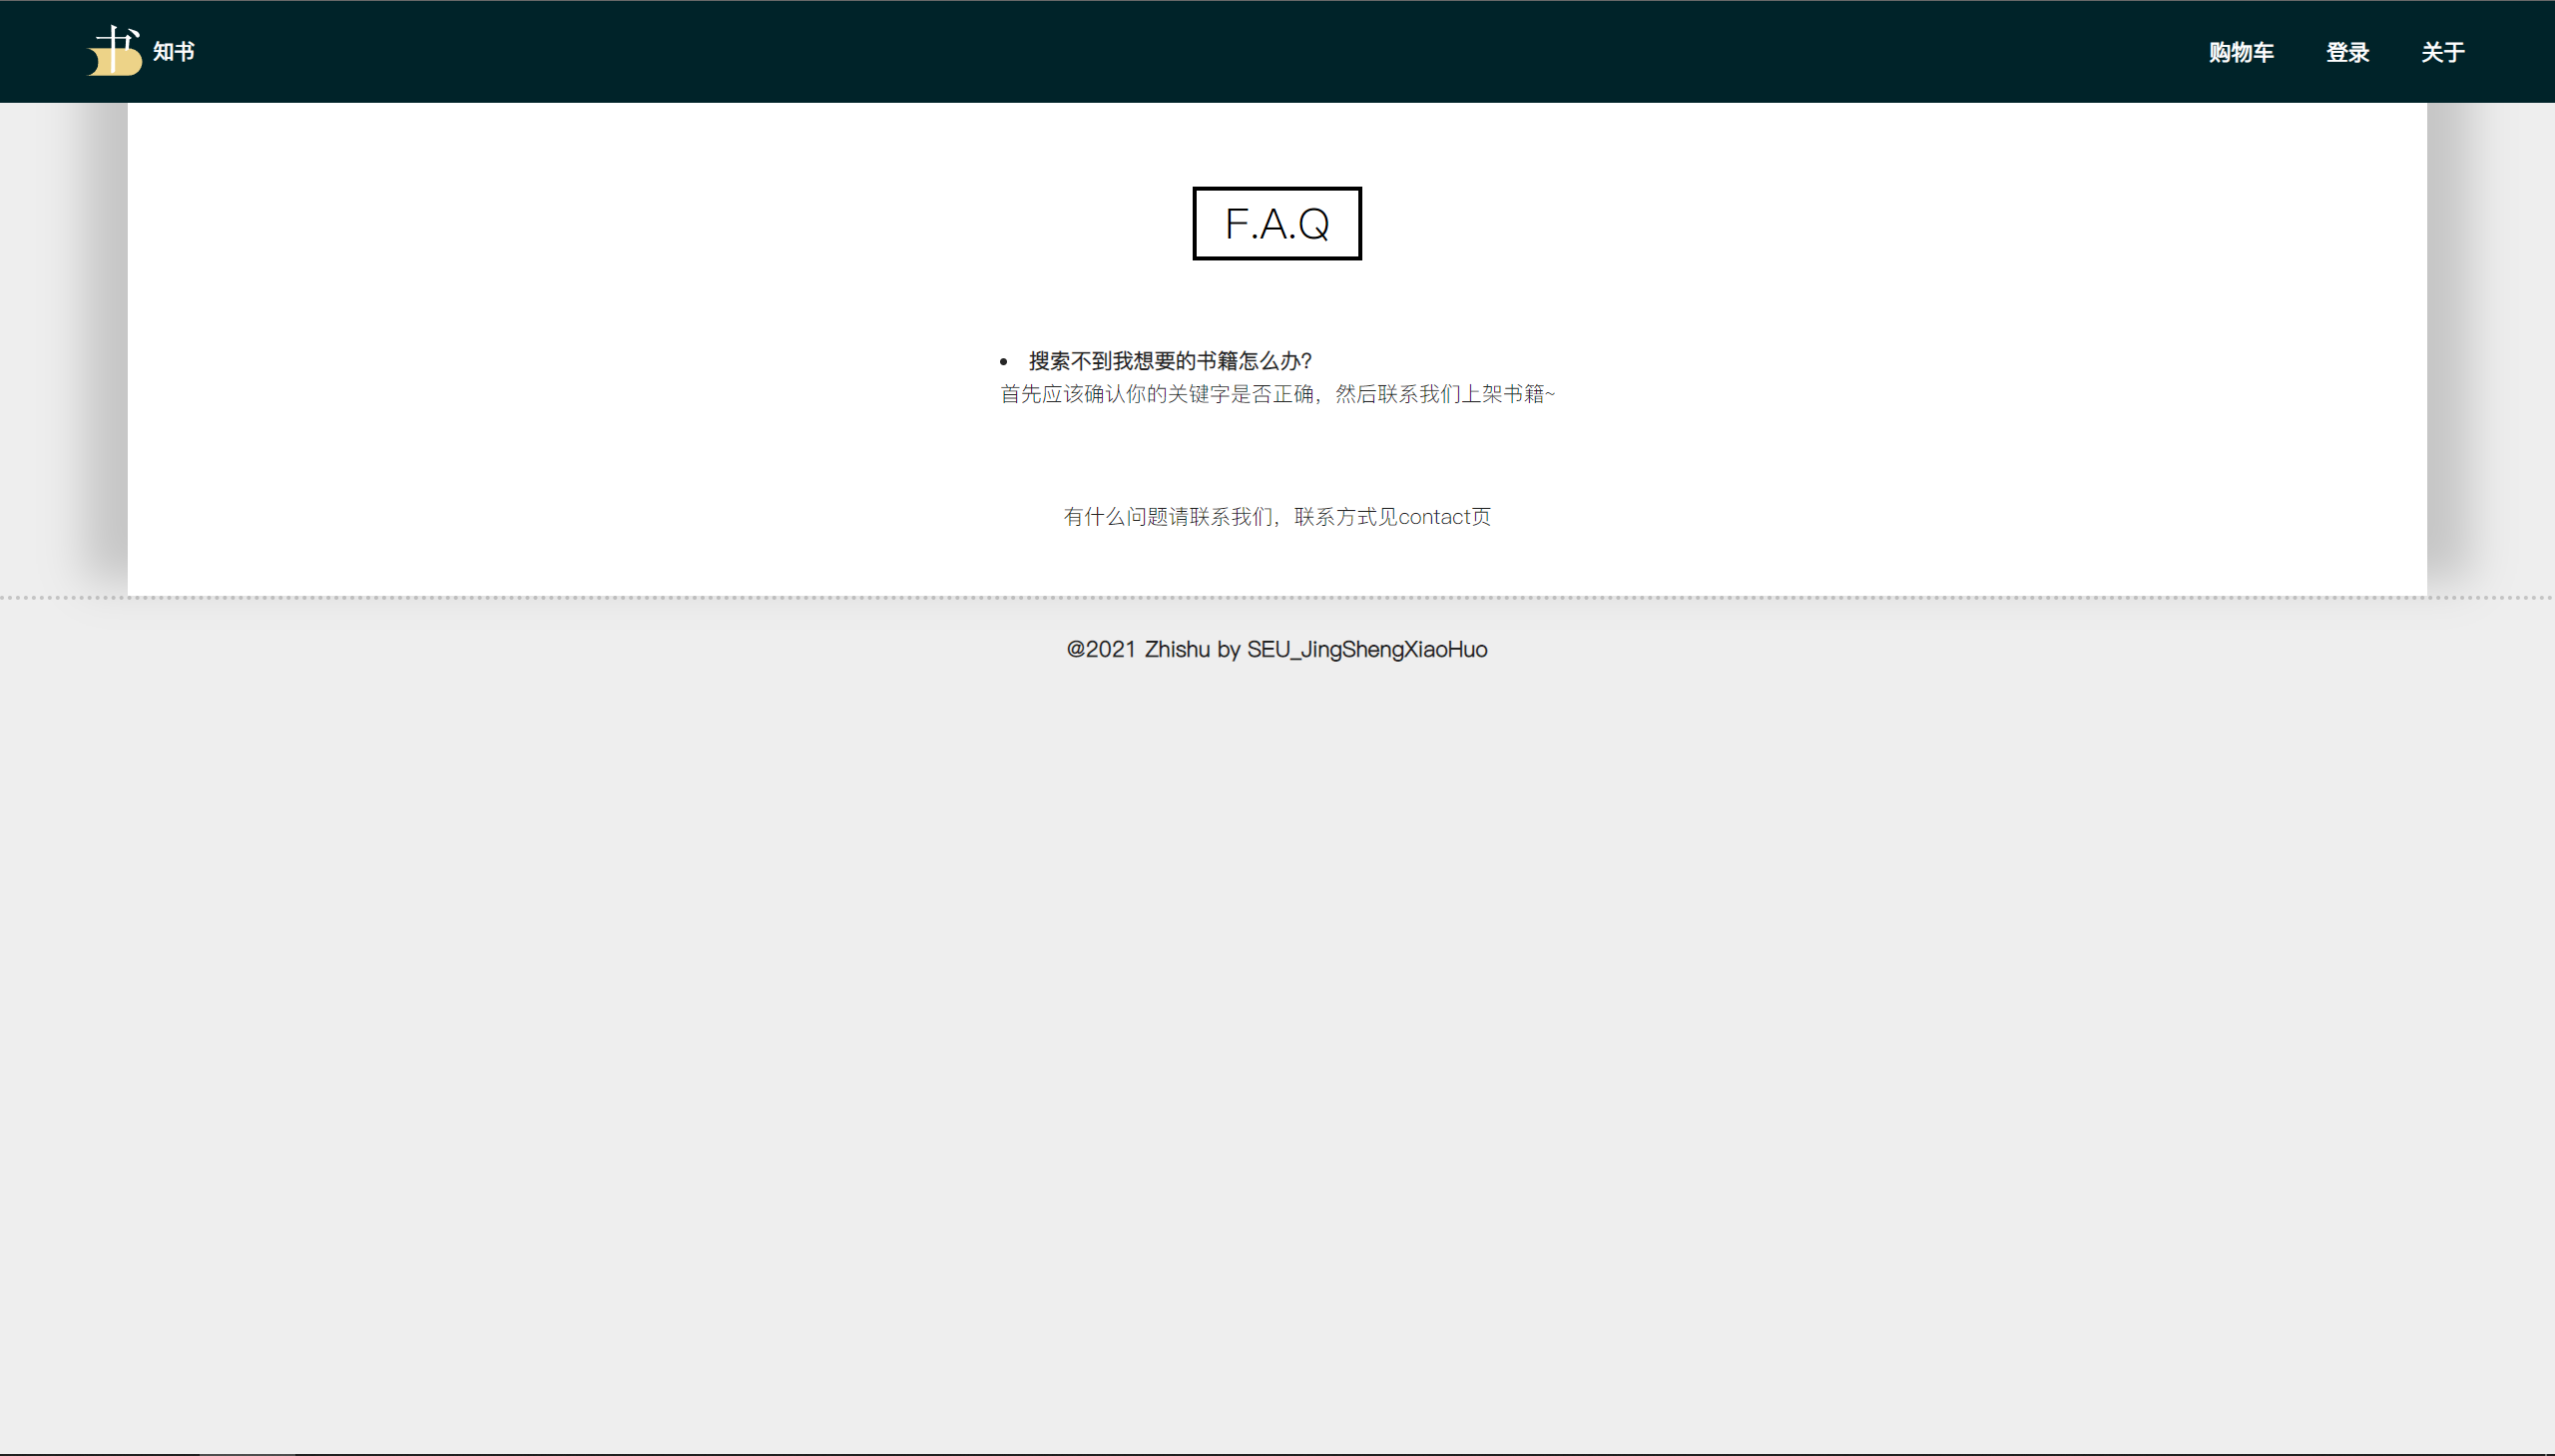 书 知书
购物车 登录 关于
F.A.Q
• 搜索不到我想要的书籍怎么办?
首先应该确认你的关键字是否正确，然后联系我们上架书籍~
有什么问题请联系我们，联系方式见contact页
@2021 Zhishu by SEU_JingShengXiaoHuo